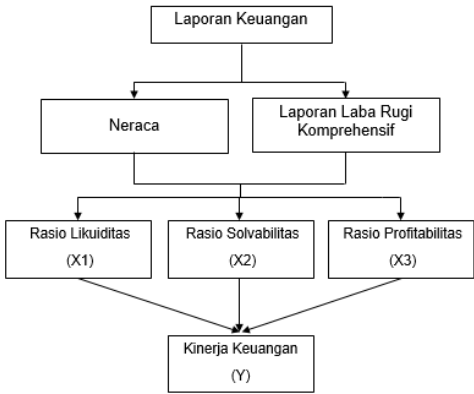 Laporan Keuangan
Neraca
Laporan Laba Rugi
Komprehensif
Rasio Likuiditas
(X1)
Rasio Solvabilitas
(X2)
Rasio Profitabilitas
(X3)
Kinerja Keuangan
(Y)